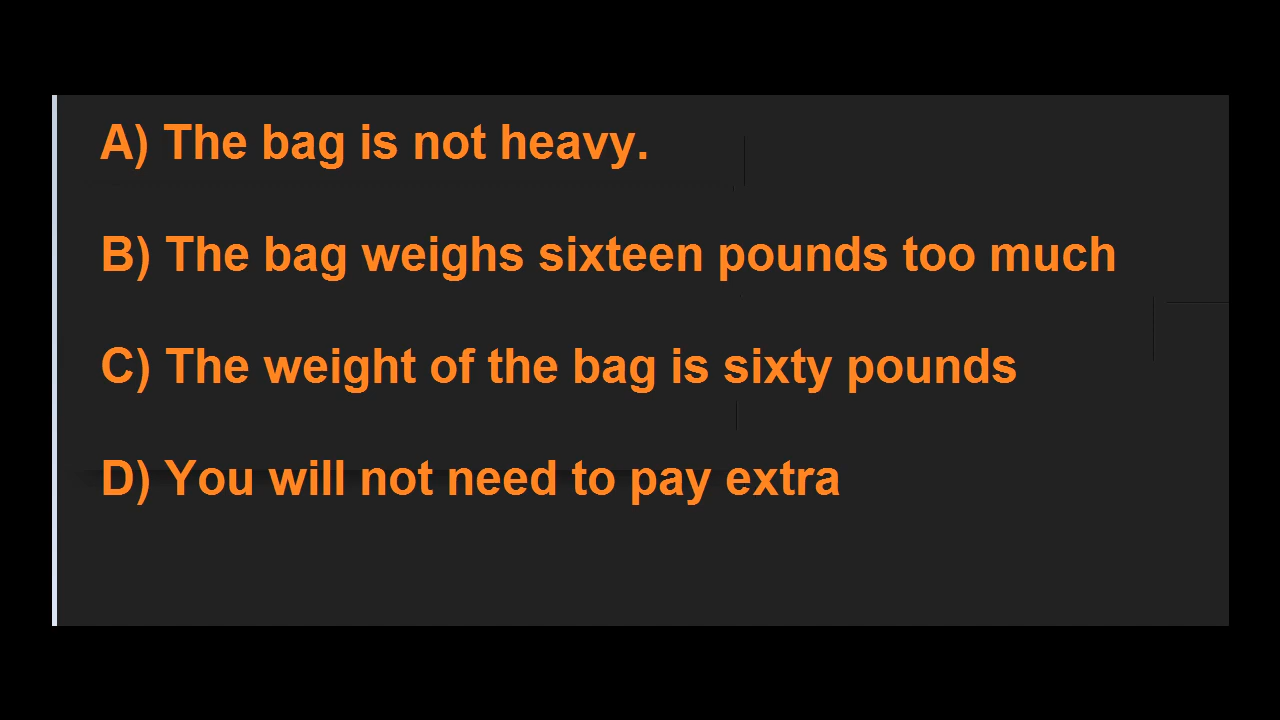 A) The bag is not heavy.
B) The bag weighs sixteen pounds too much
C) The weight of the bag is sixty pounds
D) You will not need to pay extra